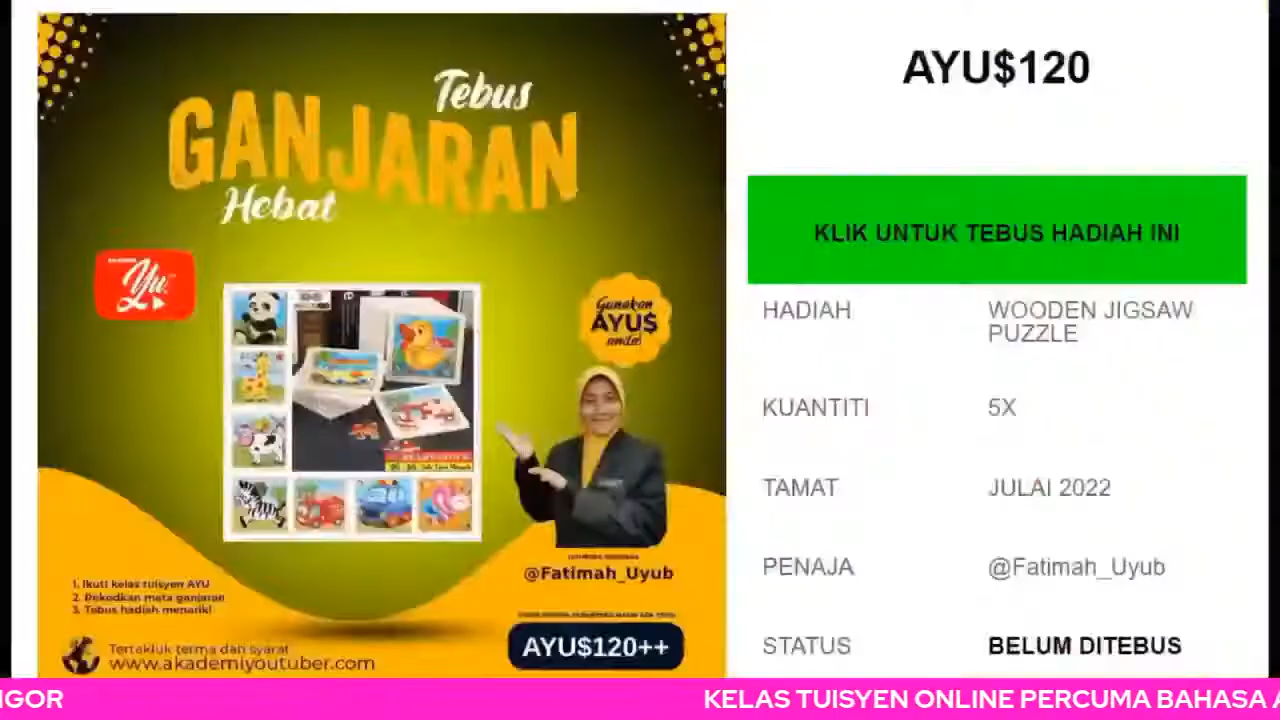 Tebus
GANJARAN
Hebat
Yu
Gunakan
AYU$
anda!
@Fatimah_Uyub
1. Ikuti kelas tuisyen AYU
2. Rekodkan mata ganjaran
3. Tebus hadiah menarik!
Tertakluk terma dan syarat
www.akademiyoutuber.com
AYU$120++
AYU$120
KLIK UNTUK TEBUS HADIAH INI
HADIAH WOODEN JIGSAW
PUZZLE
KUANTITI 5X
TAMAT JULAI 2022
PENAJA @Fatimah_Uyub
STATUS BELUM DITEBUS
NGOR KELAS TUISYEN ONLINE PERCUMA BAHASA A